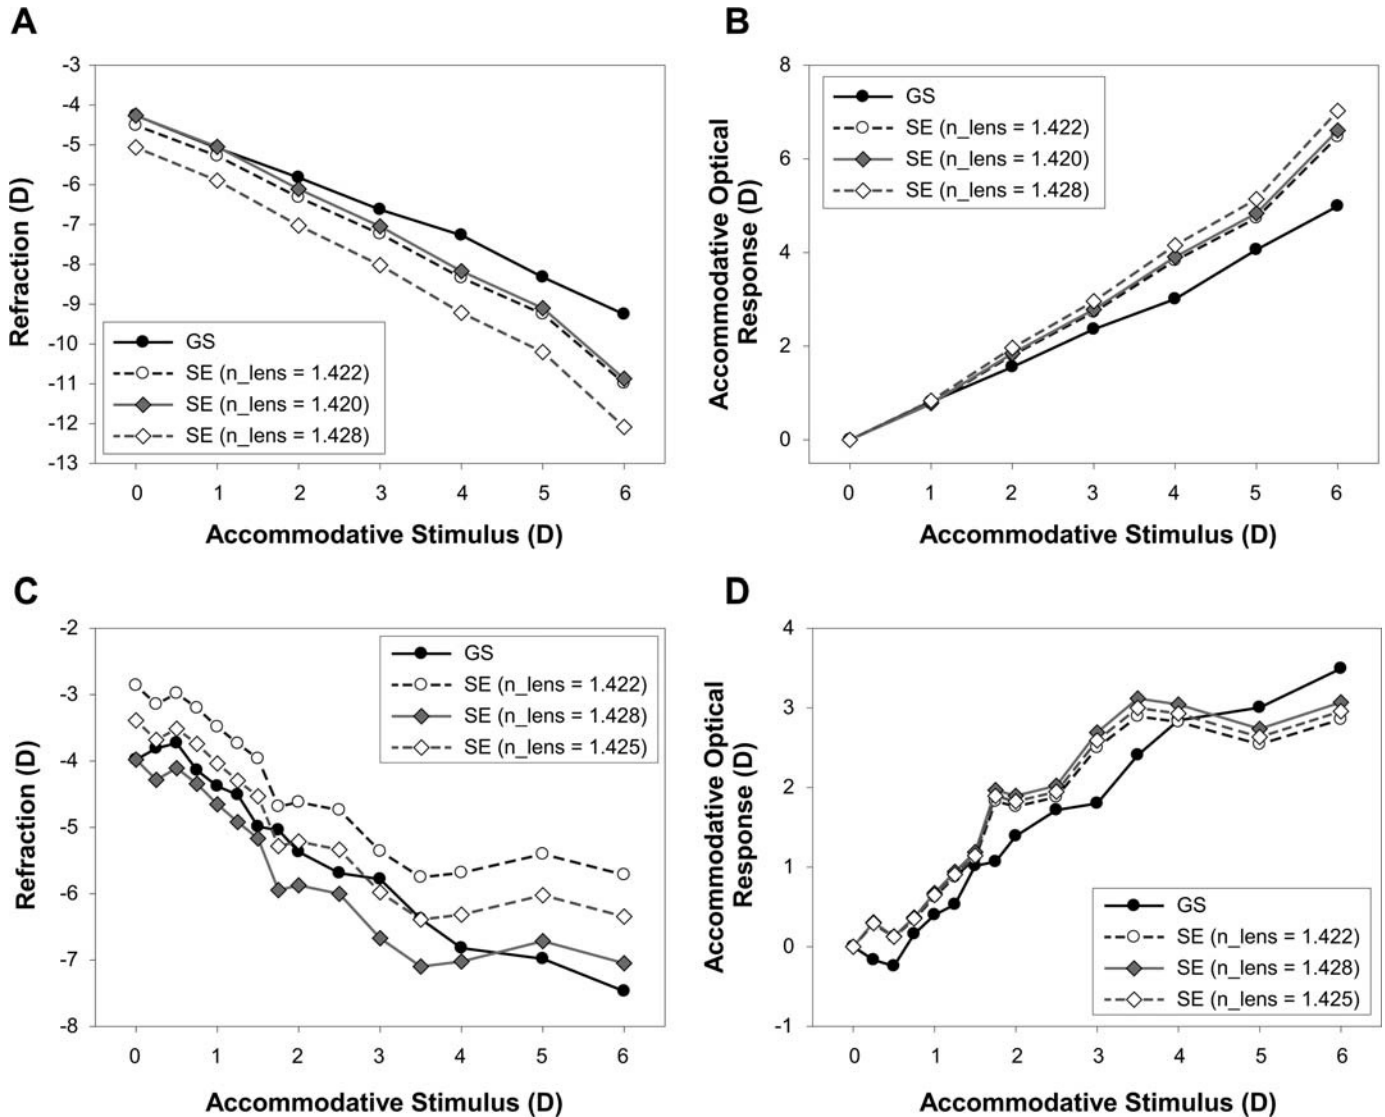 A
-3
-4
-5
-6
-7
-8
-9
-10
-11
-12
-13
Refraction (D)
GS
SE (n_lens = 1.422)
SE (n_lens = 1.420)
SE (n_lens = 1.428)
0 1 2 3 4 5 6
Accommodative Stimulus (D)
B
8
6
4
2
0
Accommodative Optical
Response (D)
GS
SE (n_lens = 1.422)
SE (n_lens = 1.420)
SE (n_lens = 1.428)
0 1 2 3 4 5 6
Accommodative Stimulus (D)
C
-2
-3
-4
-5
-6
-7
-8
Refraction (D)
GS
SE (n_lens = 1.422)
SE (n_lens = 1.428)
SE (n_lens = 1.425)
0 1 2 3 4 5 6
Accommodative Stimulus (D)
D
4
3
2
1
0
-1
Accommodative Optical
Response (D)
GS
SE (n_lens = 1.422)
SE (n_lens = 1.428)
SE (n_lens = 1.425)
0 1 2 3 4 5 6
Accommodative Stimulus (D)